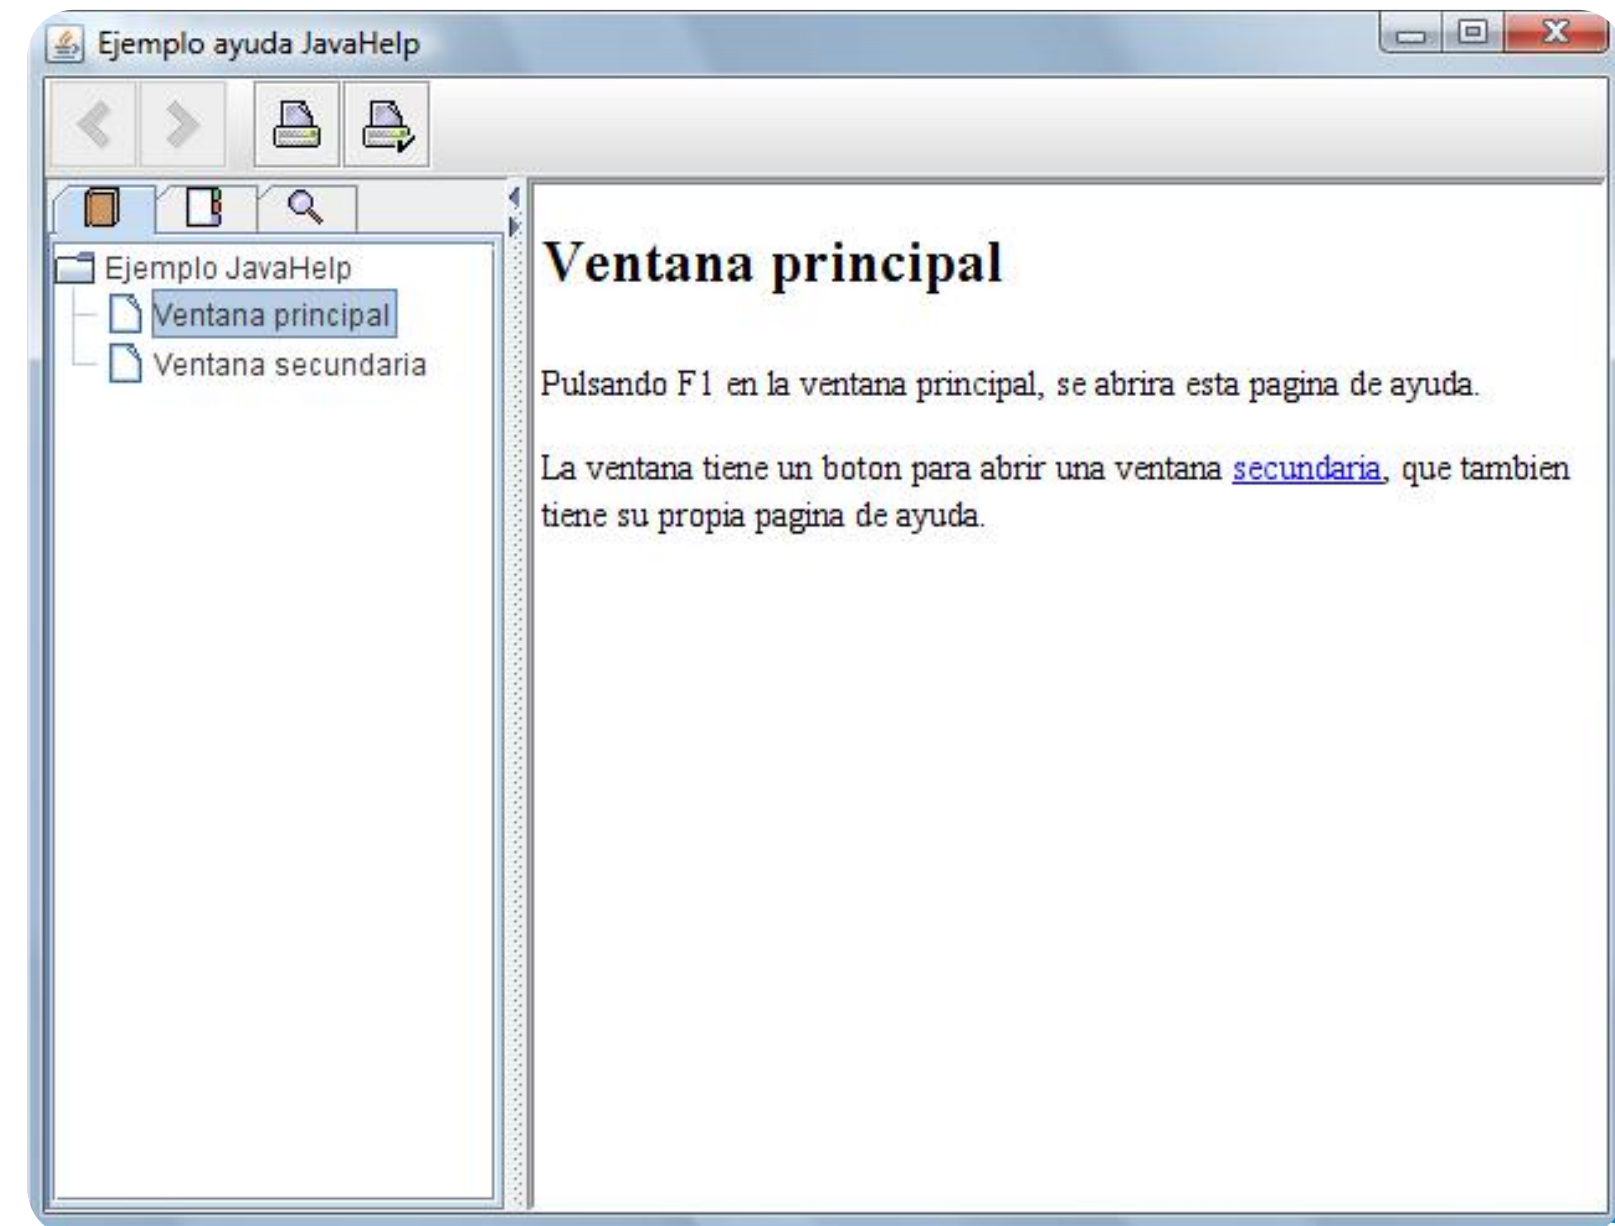 Ejemplo ayuda JavaHelp
Ejemplo JavaHelp
Ventana principal
Ventana secundaria
Ventana principal
Pulsando F1 en la ventana principal, se abrira esta pagina de ayuda.
La ventana tiene un boton para abrir una ventana secundaria, que tambien
tiene su propia pagina de ayuda.